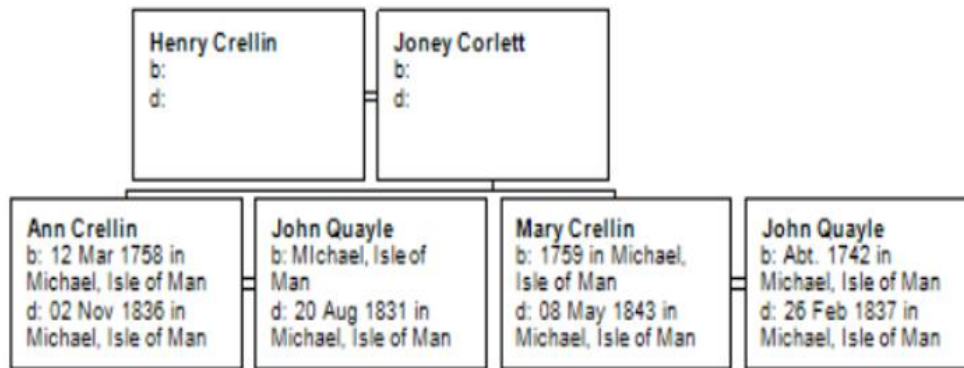 Henry Crellin
b:
d:
Joney Corlett
b:
d:
Ann Crellin
b: 12 Mar 1758 in
Michael, Isle of Man
d: 02 Nov 1836 in
Michael, Isle of Man
John Quayle
b: MIchael, Isle of
Man
d: 20 Aug 1831 in
Michael, Isle of Man
Mary Crellin
b: 1759 in Michael,
Isle of Man
d: 08 May 1843 in
Michael, Isle of Man
John Quayle
b: Abt. 1742 in
Michael, Isle of Man
d: 26 Feb 1837 in
Michael, Isle of Man